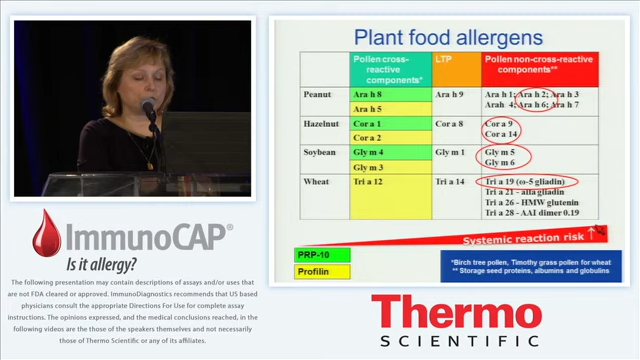 Plant food allergens
Pollen cross-reactive components*
LTP
Pollen non-cross-reactive components**
Peanut
Ara h 8
Ara h 5
Ara h 9
Ara h 1; Ara h 2; Ara h 3
Arah 4; Ara h 6; Ara h 7
Hazelnut
Cor a 1
Cor a 2
Cor a 8
Cor a 9
Cor a 14
Soybean
Gly m 4
Gly m 3
Gly m 1
Gly m 5
Gly m 6
Wheat
Tri a 12
Tri a 14
Tri a 19 (ω-5 gliadin)
Tri a 21 - alfa gliadin
Tri a 26 - HMW glutenin
Tri a 28 - AAI dimer 0.19
Systemic reaction risk
PRP-10
Profilin
*Birch tree pollen, Timothy grass pollen for wheat
** Storage seed proteins, albumins and globulins
ImmunoCAP®
Is it allergy?
The following presentation may contain descriptions of assays and/or uses that
are not FDA cleared or approved. ImmunoDiagnostics recommends that US based
physicians consult the appropriate Directions For Use for complete assay
instructions. The opinions expressed, and the medical conclusions reached, in
the following videos are the those of the speakers themselves and not necessarily
those of Thermo Scientific or any of its affiliates.
Thermo
SCIENTIFIC